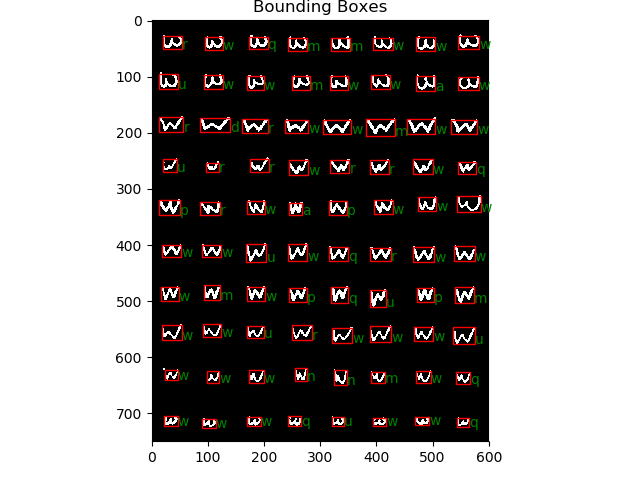 Bounding Boxes
0
w r w w w q w m w m w w w w w w
100
w u w w w w w m w w w w w a w w
w r w d w r w w w w w m w w w w
200
w u w r w r w w w r w r w w w q
300
w p w r w w w a w p w w w w w w
400
w w w w w u w w w q w r w w w w
w w w m w w w p w q w u w p w m
500
w w w w w u w r w w w w w w w u
600
w w w w w w w n w n w m w w w q
700
w w w w w w w q w u w w w w w q
0 100 200 300 400 500 600